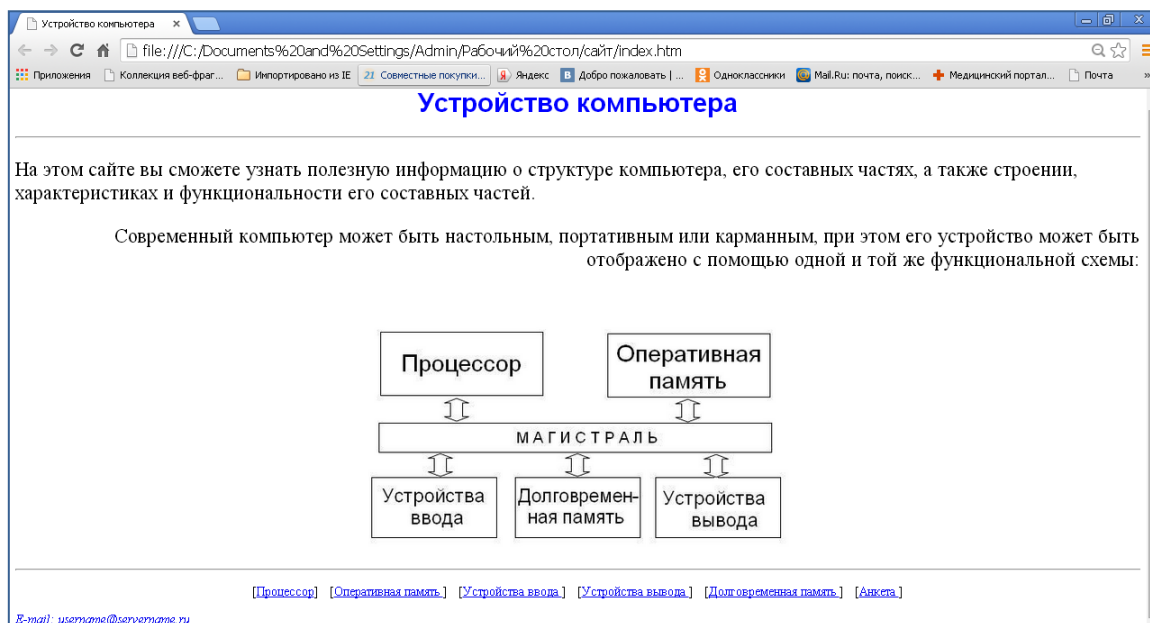 Устройство компьютера
file:///C:/Documents%20and%20Settings/Admin/Рабочий%20стол/сайт/index.htm
Приложения Коллекция веб-фраг... Импортировано из IE 21 Совместные покупки... Я Яндекс B Добро пожаловать | ... Одноклассники @ Mail.Ru: почта, поиск... Медицинский портал... Почта »
Устройство компьютера
На этом сайте вы сможете узнать полезную информацию о структуре компьютера, его составных частях, а также строении,
характеристиках и функциональности его составных частей.
Современный компьютер может быть настольным, портативным или карманным, при этом его устройство может быть
отображено с помощью одной и той же функциональной схемы:
Процессор
Оперативная
память
МАГИСТРАЛЬ
Устройства
ввода
Долговремен-
ная память
Устройства
вывода
[Процессор] [Оперативная память ] [Устройства ввода ] [Устройства вывода ] [Долговременная память ] [Анкета ]
E-mail: username@servername.ru